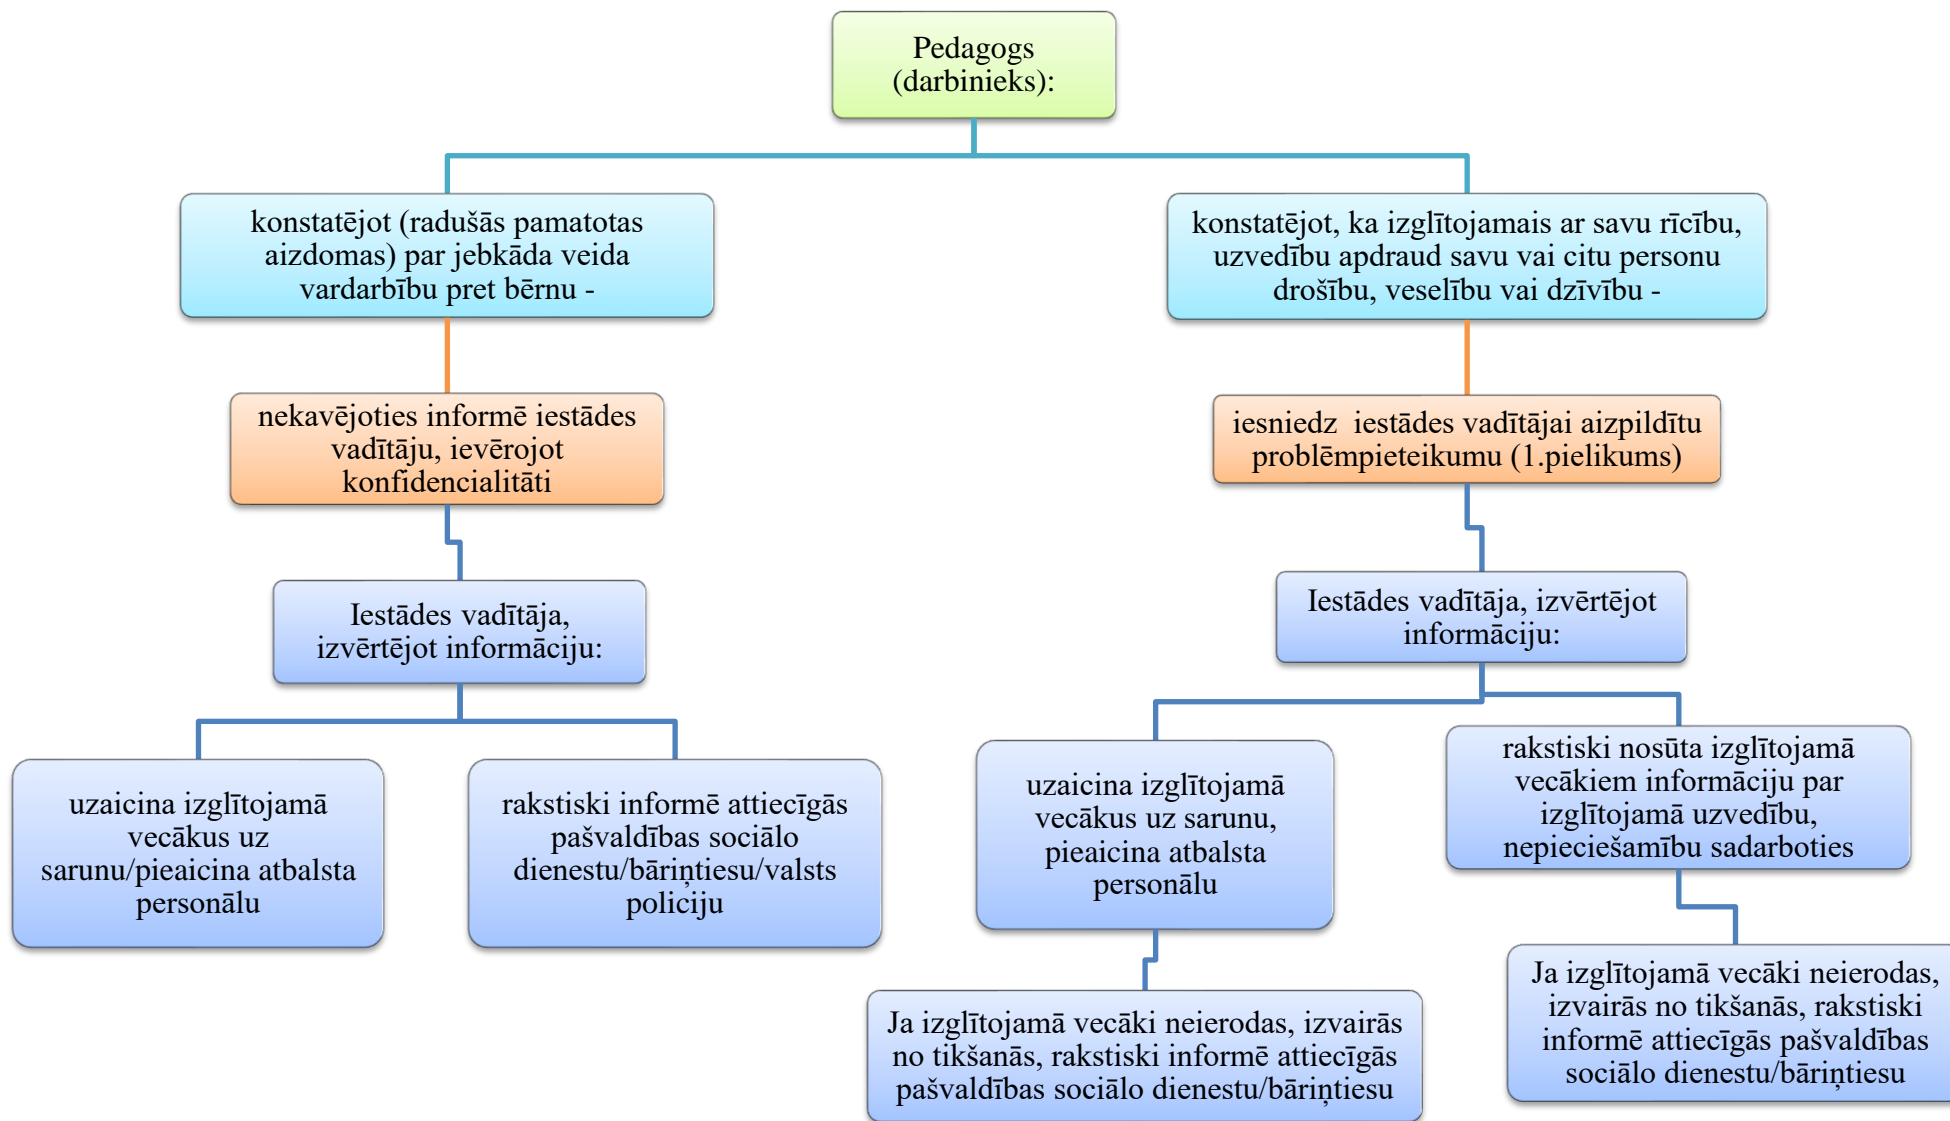 Pedagogs
(darbinieks):
konstatējot (radušās pamatotas
aizdomas) par jebkāda veida
vardarbību pret bērnu -
konstatējot, ka izglītojamais ar savu rīcību,
uzvedību apdraud savu vai citu personu
drošību, veselību vai dzīvību -
nekavējoties informē iestādes
vadītāju, ievērojot
konfidencialitāti
iesniedz iestādes vadītājai aizpildītu
problēmpieteikumu (1.pielikums)
Iestādes vadītāja,
izvērtējot informāciju:
Iestādes vadītāja, izvērtējot
informāciju:
uzaicina izglītojamā
vecākus uz
sarunu/pieaicina atbalsta
personālu
rakstiski informē attiecīgās
pašvaldības sociālo
dienestu/bāriņtiesu/valsts
policiju
uzaicina izglītojamā
vecākus uz sarunu,
pieaicina atbalsta
personālu
rakstiski nosūta izglītojamā
vecākiem informāciju par
izglītojamā uzvedību,
nepieciešamību sadarboties
Ja izglītojamā vecāki neierodas, izvairās
no tikšanās, rakstiski informē attiecīgās
pašvaldības sociālo dienestu/bāriņtiesu
Ja izglītojamā vecāki neierodas,
izvairās no tikšanās, rakstiski
informē attiecīgās pašvaldības
sociālo dienestu/bāriņtiesu